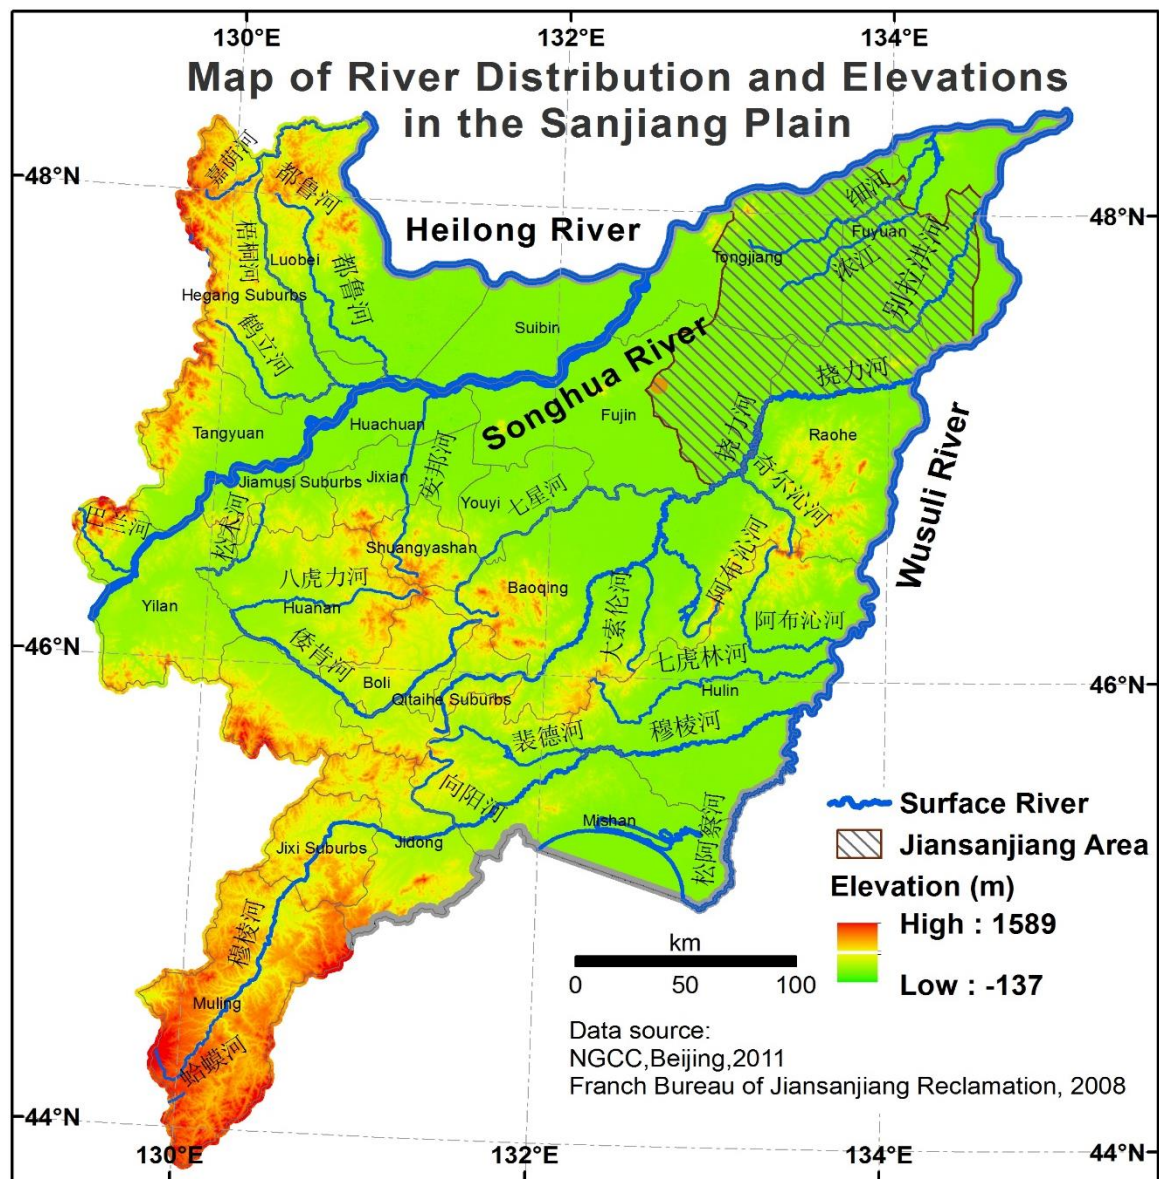 130°E
132°E
134°E
Map of River Distribution and Elevations
in the Sanjiang Plain
48°N
48°N
嘉荫河
都鲁河
细河
Heilong River
Fuyuan
梧桐河
Luobei
都鲁河
Tongjiang
浓江
别拉洪河
Hegang Suburbs
Suibin
鹤立河
Songhua River
挠力河
Tangyuan
Huachuan
Fujin
挠力河
Raohe
Wusuli River
安邦河
Jixian
Jiamusi Suburbs
Youyi
七星河
奇尔沁河
巴兰河
松木河
Shuangyashan
阿布沁河
八虎力河
Baoqing
Yilan
Huanan
大索伦河
阿布沁河
46°N
倭肯河
七虎林河
Boli
Qitaihe Suburbs
Hulin
46°N
裴德河
穆棱河
向阳河
Mishan
松阿察河
Jixi Suburbs
Jidong
Surface River
Jiansanjiang Area
Elevation (m)
High : 1589
Low : -137
穆棱河
km
0 50 100
Muling
蛤蟆河
Data source:
NGCC,Beijing,2011
Franch Bureau of Jiansanjiang Reclamation, 2008
44°N
44°N
130°E
132°E
134°E